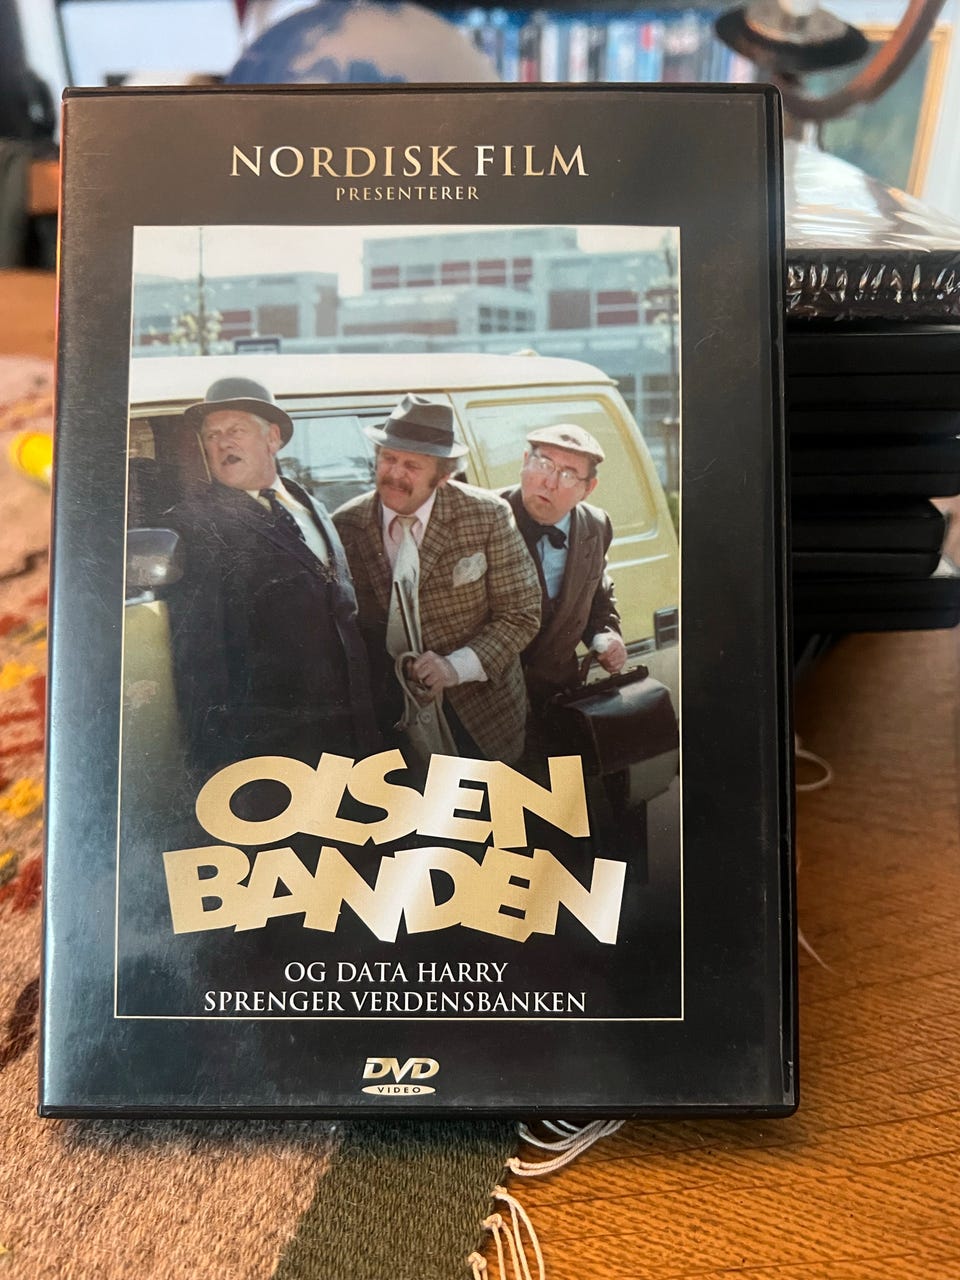 NORDISK FILM
PRESENTERER
OLSEN
BANDEN
OG DATA HARRY
SPRENGER VERDENSBANKEN
DVD
VIDEO